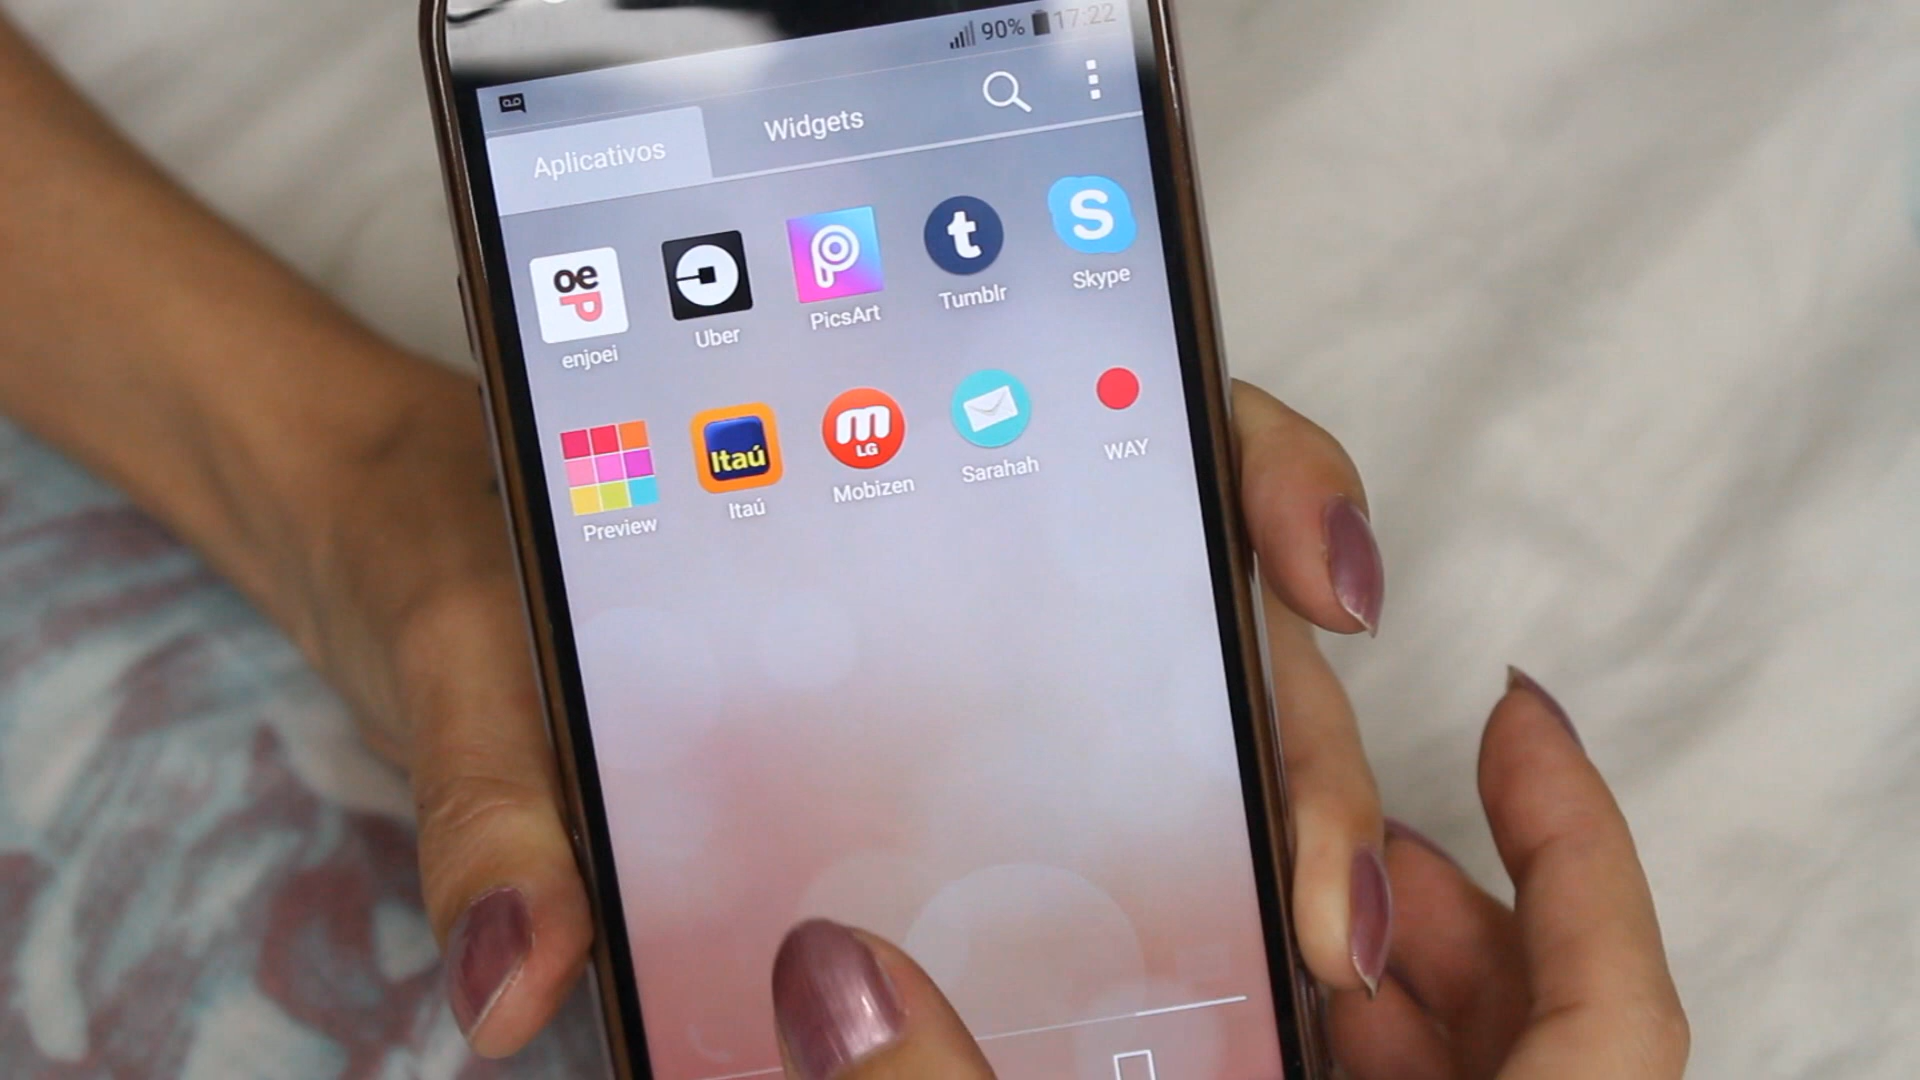 90% 17:22
Aplicativos Widgets
oe
P
t
S
enjoei Uber PicsArt Tumblr Skype
Itaú
m
LG
Preview Itaú Mobizen Sarahah WAY